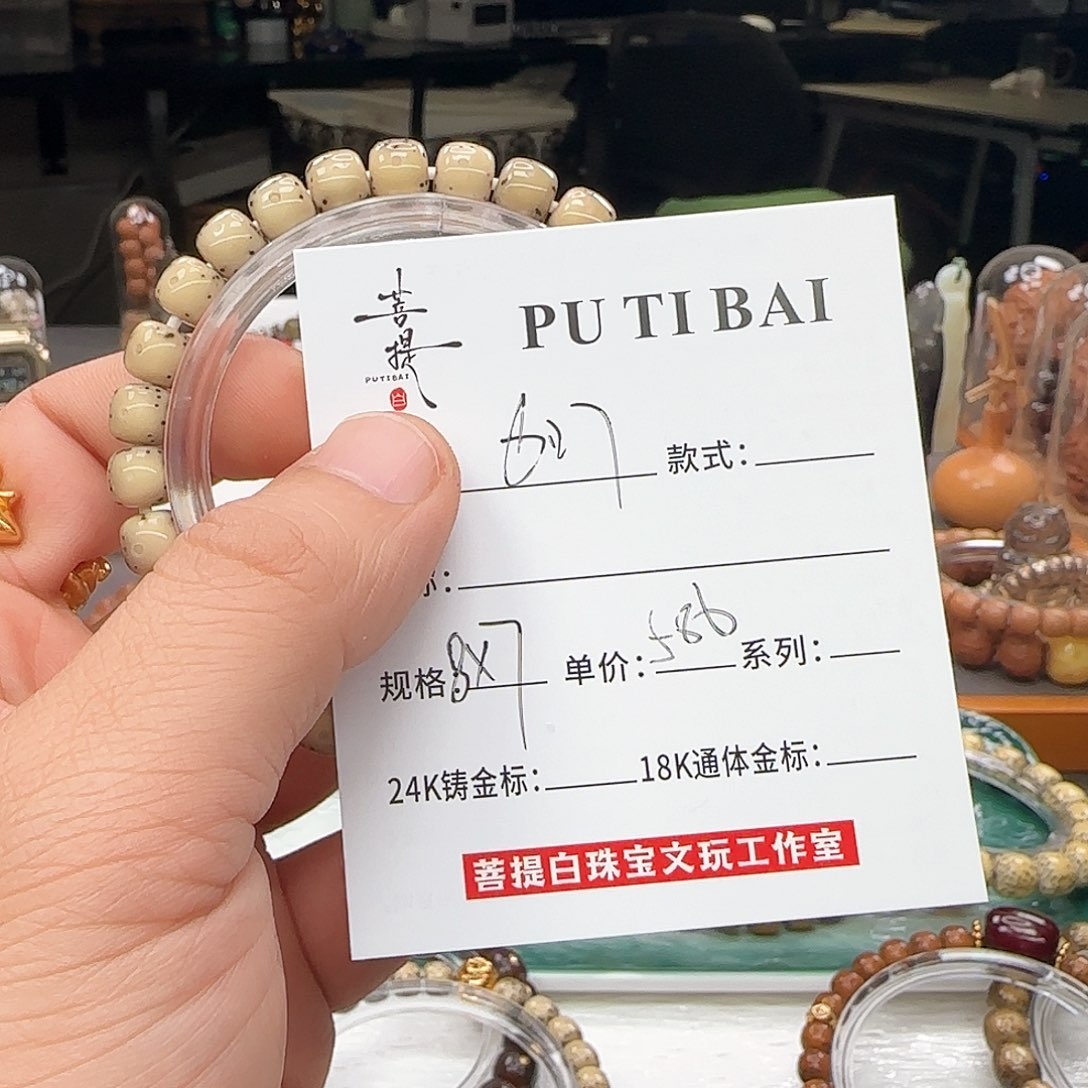 菩提
PUTIBAI
白
PU TI BAI
款式：
规格：8X7 单价：586 系列：
24K铸金标： 18K通体金标：
菩提白珠宝文玩工作室